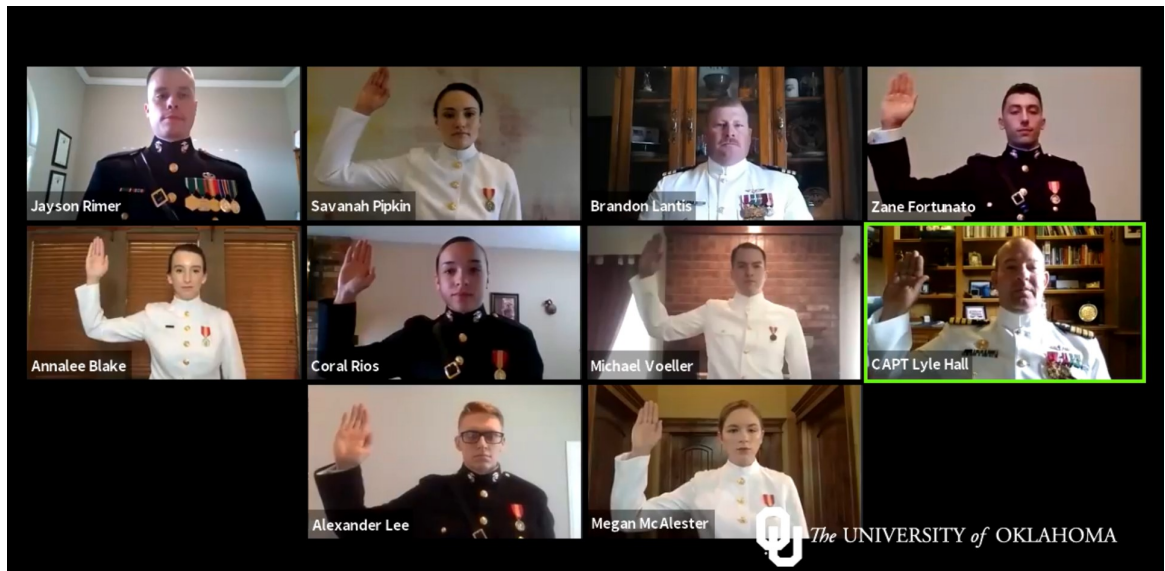 Jayson Rimer
Savanah Pipkin
Brandon Lantis
Zane Fortunato
Annalee Blake
Coral Rios
Michael Voeller
CAPT Lyle Hall
Alexander Lee
Megan McAlester
OU The UNIVERSITY of OKLAHOMA